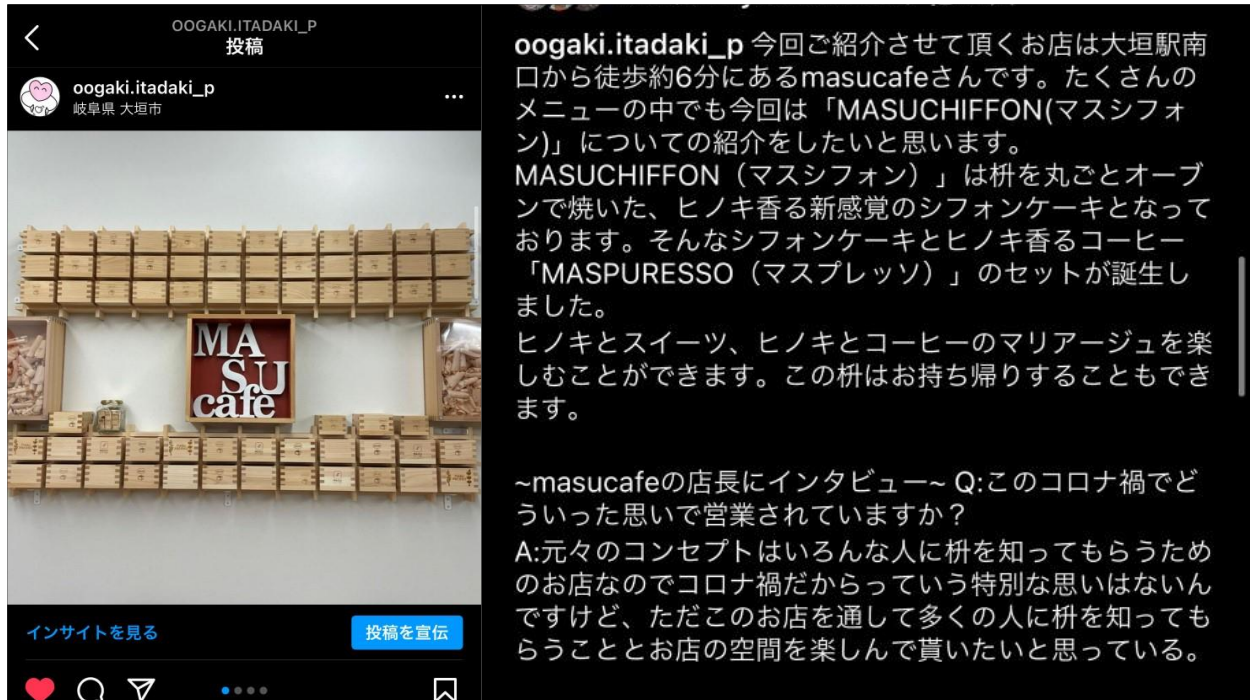 OOGAKI.ITADAKI_P
投稿
oogaki.itadaki_p
岐阜県 大垣市
MA
SU
cafe
インサイトを見る
投稿を宣伝
oogaki.itadaki_p 今回ご紹介させて頂くお店は大垣駅南
口から徒歩約6分にあるmasucafeさんです。たくさんの
メニューの中でも今回は「MASUCHIFFON(マスシフォ
ン)」についての紹介をしたいと思います。
MASUCHIFFON（マスシフォン）」は枡を丸ごとオーブ
ンで焼いた、ヒノキ香る新感覚のシフォンケーキとなって
おります。そんなシフォンケーキとヒノキ香るコーヒー
「MASPURESSO（マスプレッソ）」のセットが誕生し
ました。
ヒノキとスイーツ、ヒノキとコーヒーのマリアージュを楽
しむことができます。この枡はお持ち帰りすることもでき
ます。
~masucafeの店長にインタビュー~ Q:このコロナ禍でど
ういった思いで営業されていますか？
A:元々のコンセプトはいろんな人に枡を知ってもらうため
のお店なのでコロナ禍だからっていう特別な思いはないん
ですけど、ただこのお店を通して多くの人に枡を知っても
らうこととお店の空間を楽しんで貰いたいと思っている。